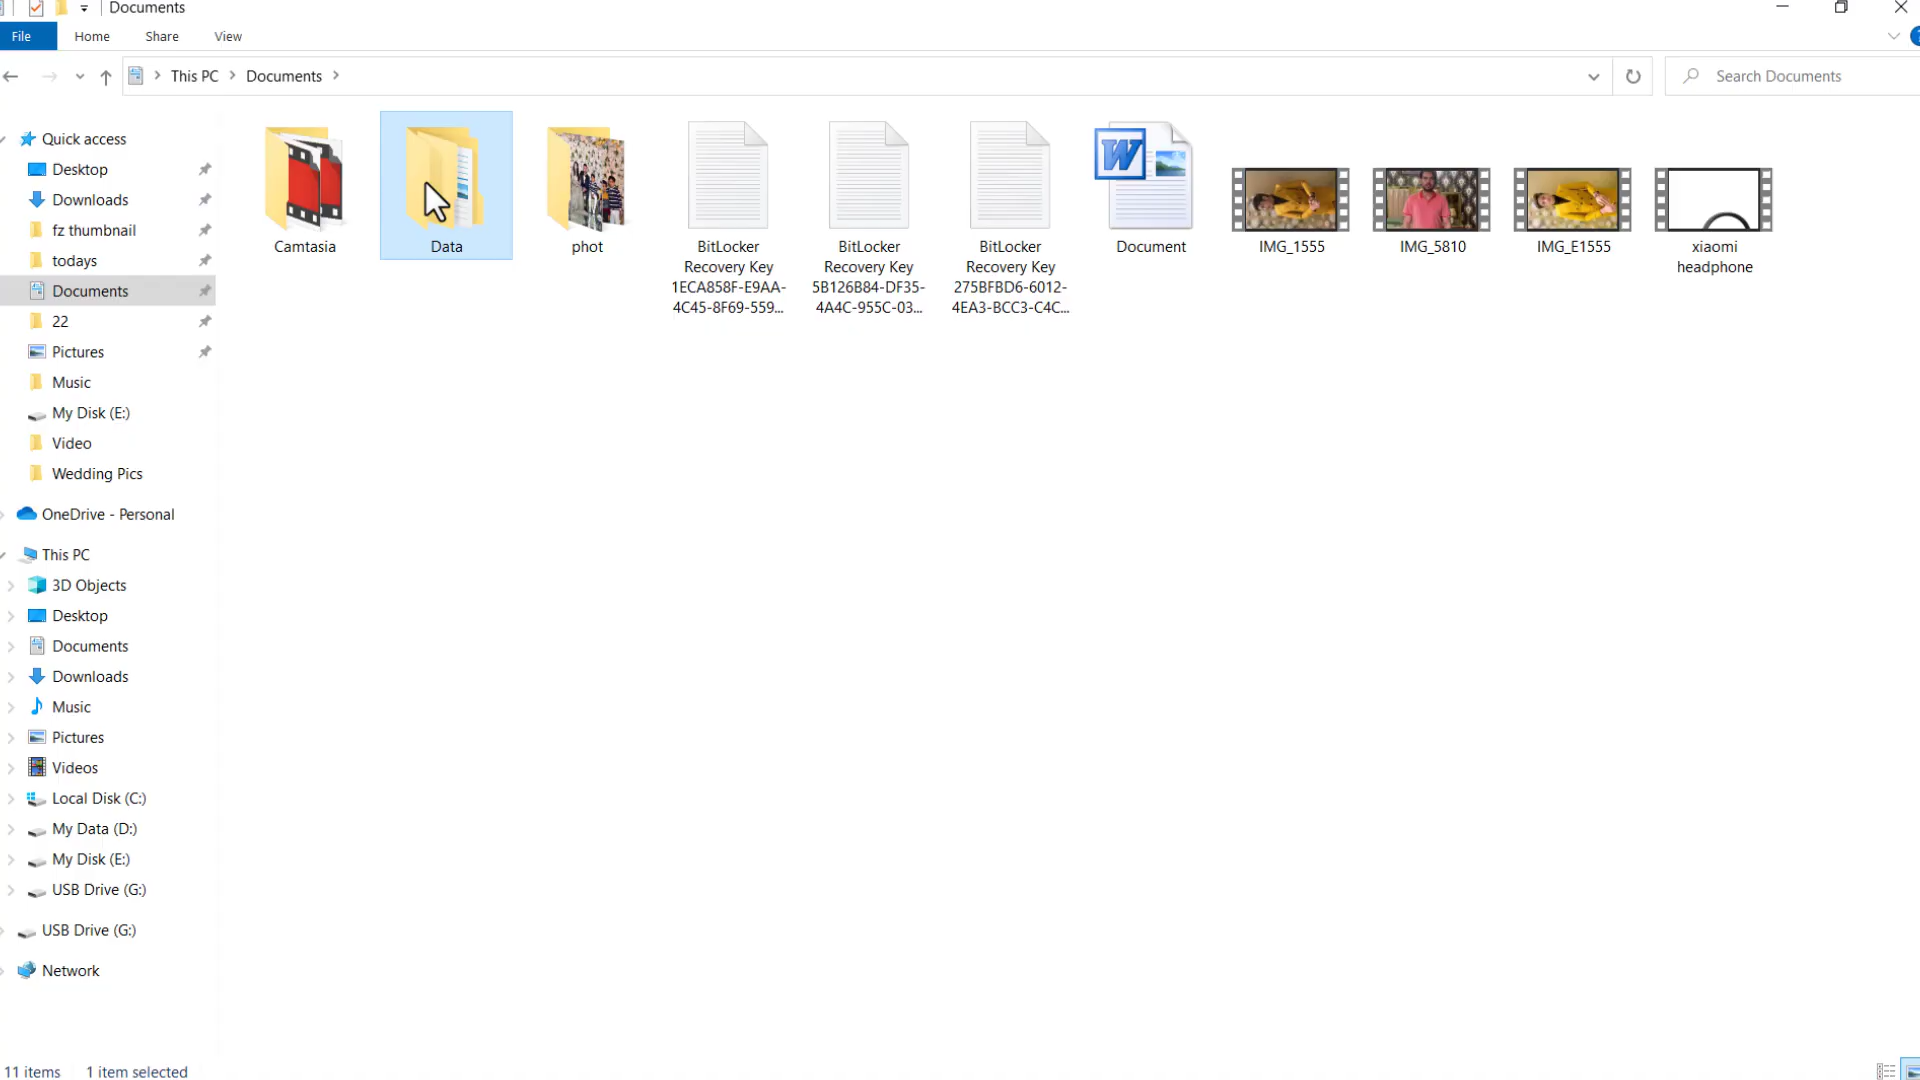 Documents
File Home Share View
This PC Documents
Search Documents
Quick access
Desktop
Downloads
fz thumbnail
todays
Documents
22
Pictures
Music
My Disk (E:)
Video
Wedding Pics
OneDrive - Personal
This PC
3D Objects
Desktop
Documents
Downloads
Music
Pictures
Videos
Local Disk (C:)
My Data (D:)
My Disk (E:)
USB Drive (G:)
USB Drive (G:)
Network
Camtasia
Data
phot
BitLocker
Recovery Key
1ECA858F-E9AA-
4C45-8F69-559...
BitLocker
Recovery Key
5B126B84-DF35-
4A4C-955C-03...
BitLocker
Recovery Key
275BFBD6-6012-
4EA3-BCC3-C4C...
Document
IMG_1555
IMG_5810
IMG_E1555
xiaomi
headphone
11 items 1 item selected